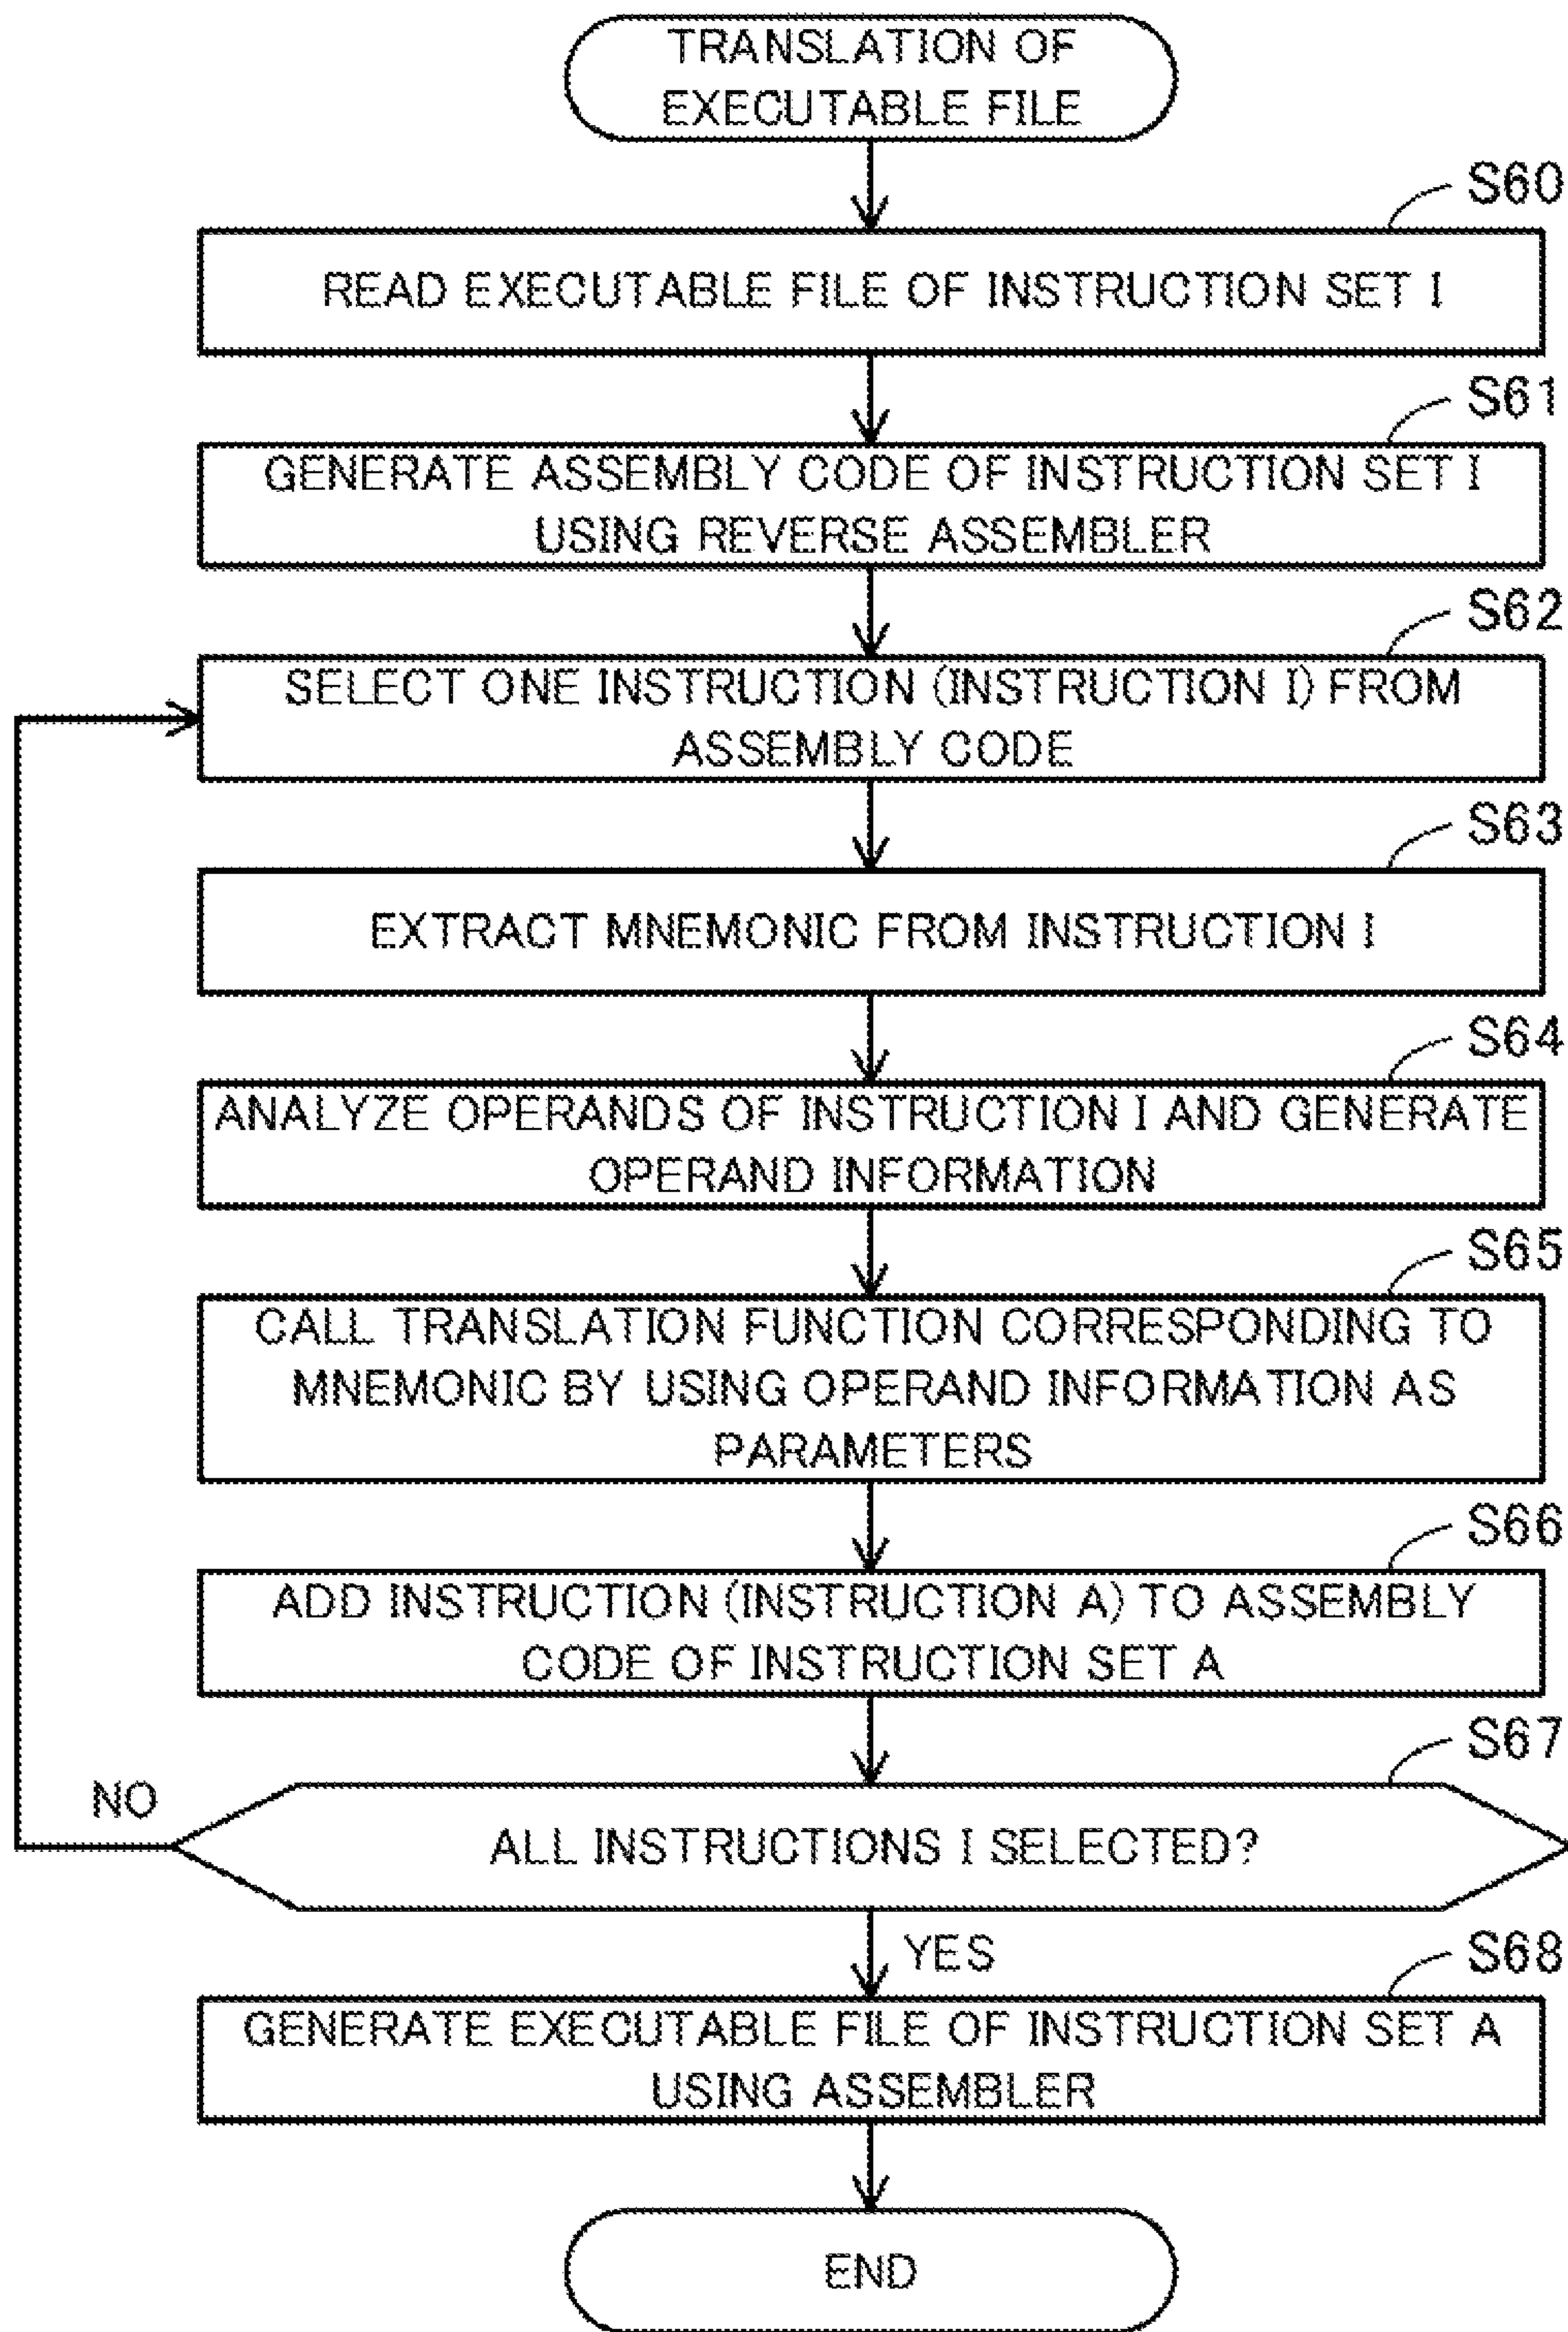 TRANSLATION OF
EXECUTABLE FILE
S60
READ EXECUTABLE FILE OF INSTRUCTION SET I
S61
GENERATE ASSEMBLY CODE OF INSTRUCTION SET I
USING REVERSE ASSEMBLER
S62
SELECT ONE INSTRUCTION (INSTRUCTION I) FROM
ASSEMBLY CODE
S63
EXTRACT MNEMONIC FROM INSTRUCTION I
S64
ANALYZE OPERANDS OF INSTRUCTION I AND GENERATE
OPERAND INFORMATION
S65
CALL TRANSLATION FUNCTION CORRESPONDING TO
MNEMONIC BY USING OPERAND INFORMATION AS
PARAMETERS
S66
ADD INSTRUCTION (INSTRUCTION A) TO ASSEMBLY
CODE OF INSTRUCTION SET A
S67
NO
ALL INSTRUCTIONS I SELECTED?
YES
S68
GENERATE EXECUTABLE FILE OF INSTRUCTION SET A
USING ASSEMBLER
END